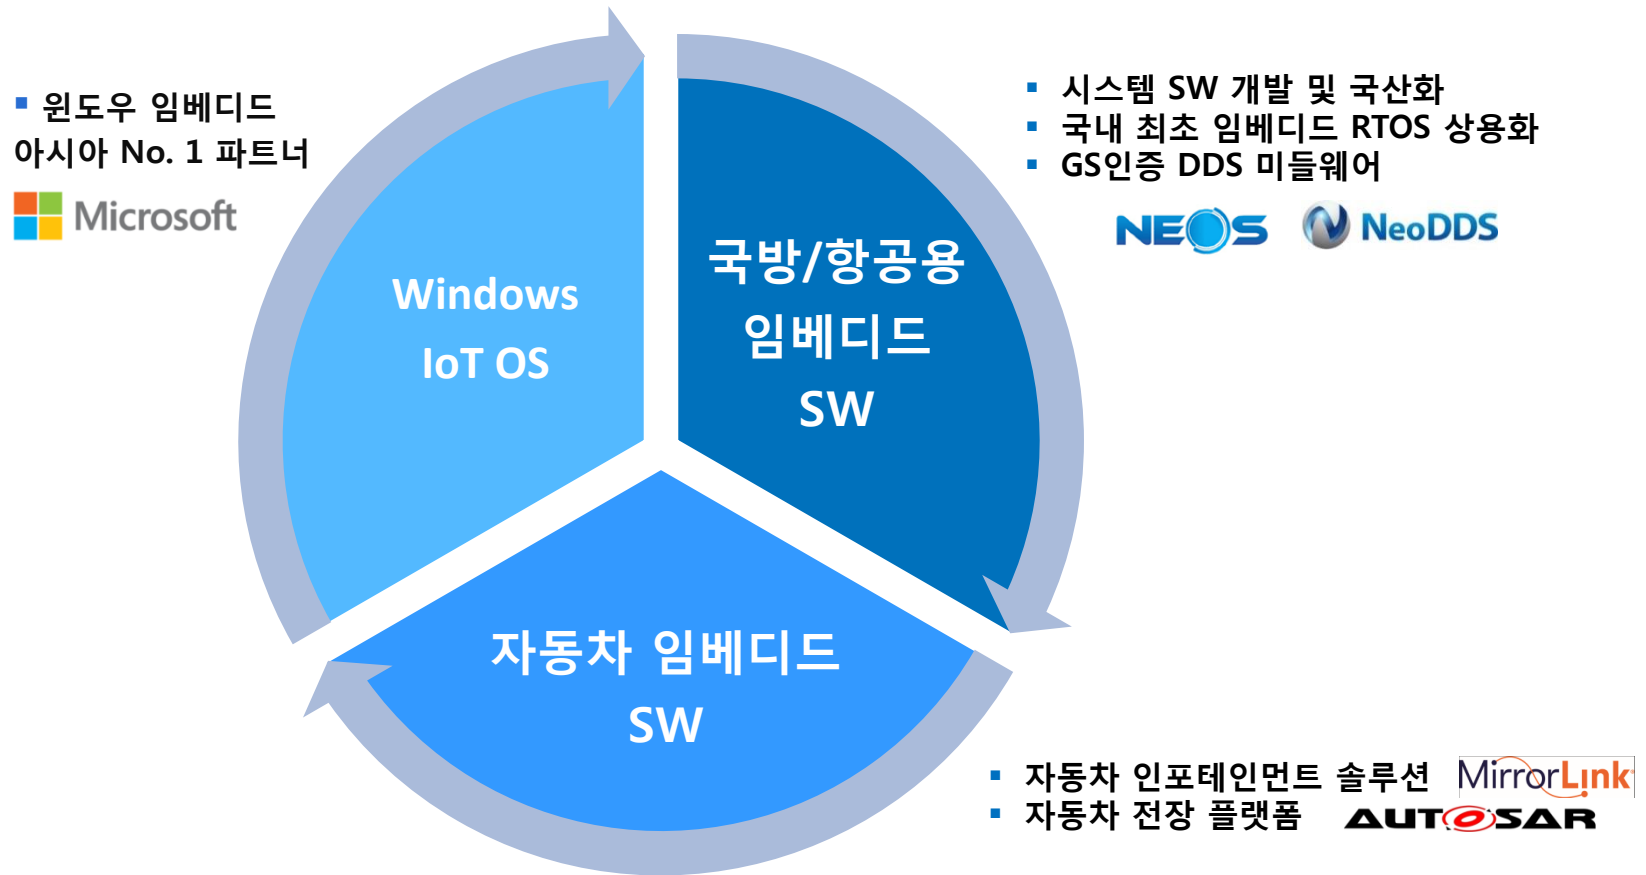 ▪ 윈도우 임베디드
아시아 No. 1 파트너
Microsoft
Windows
IoT OS
▪ 시스템 SW 개발 및 국산화
▪ 국내 최초 임베디드 RTOS 상용화
▪ GS인증 DDS 미들웨어
NEOS NeoDDS
국방/항공용
임베디드
SW
자동차 임베디드
SW
▪ 자동차 인포테인먼트 솔루션 MirrorLink
▪ 자동차 전장 플랫폼 AUTOSAR